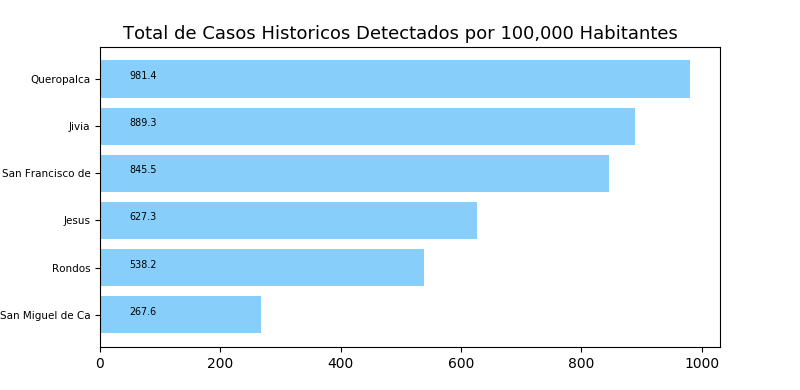 Total de Casos Historicos Detectados por 100,000 Habitantes
Queropalca 981.4
Jivia 889.3
San Francisco de 845.5
Jesus 627.3
Rondos 538.2
San Miguel de Ca 267.6
0 200 400 600 800 1000